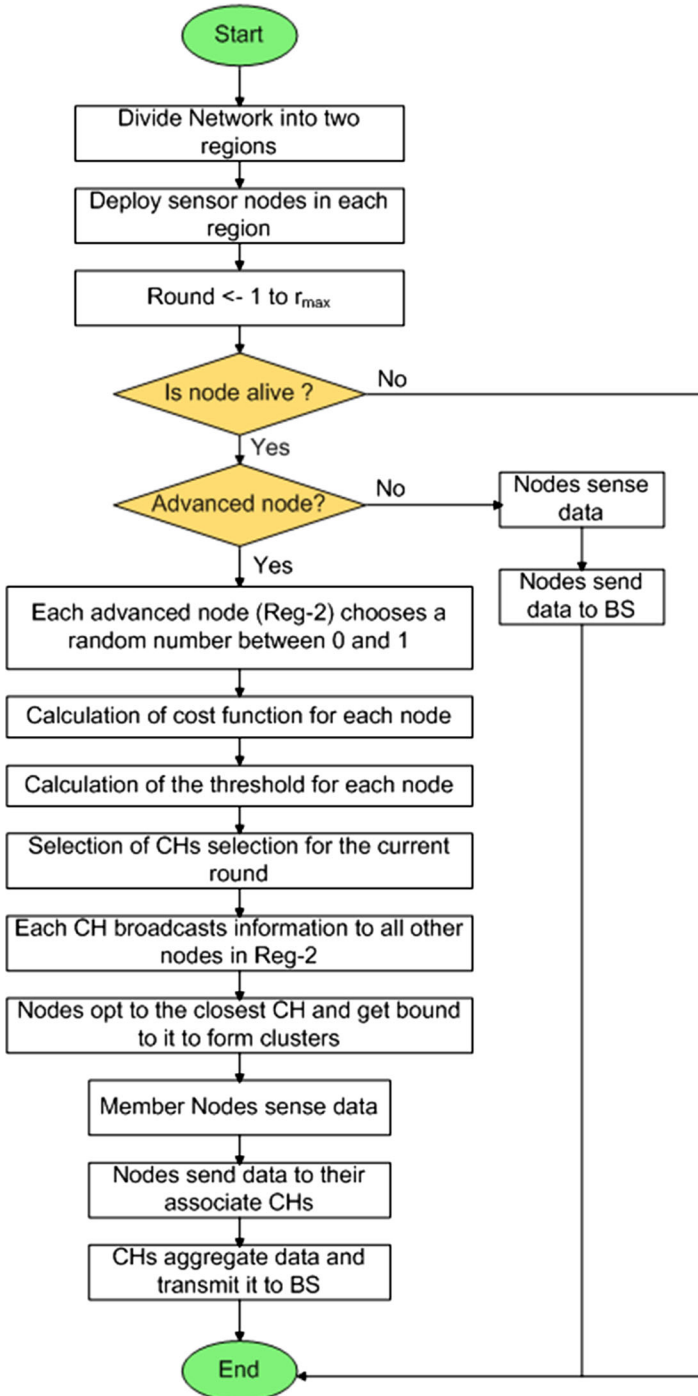 Start
Divide Network into two
regions
Deploy sensor nodes in each
region
Round <- 1 to rmax
Is node alive ?
No
Yes
Advanced node?
No
Nodes sense
data
Nodes send
data to BS
Yes
Each advanced node (Reg-2) chooses a
random number between 0 and 1
Calculation of cost function for each node
Calculation of the threshold for each node
Selection of CHs selection for the current
round
Each CH broadcasts information to all other
nodes in Reg-2
Nodes opt to the closest CH and get bound
to it to form clusters
Member Nodes sense data
Nodes send data to their
associate CHs
CHs aggregate data and
transmit it to BS
End